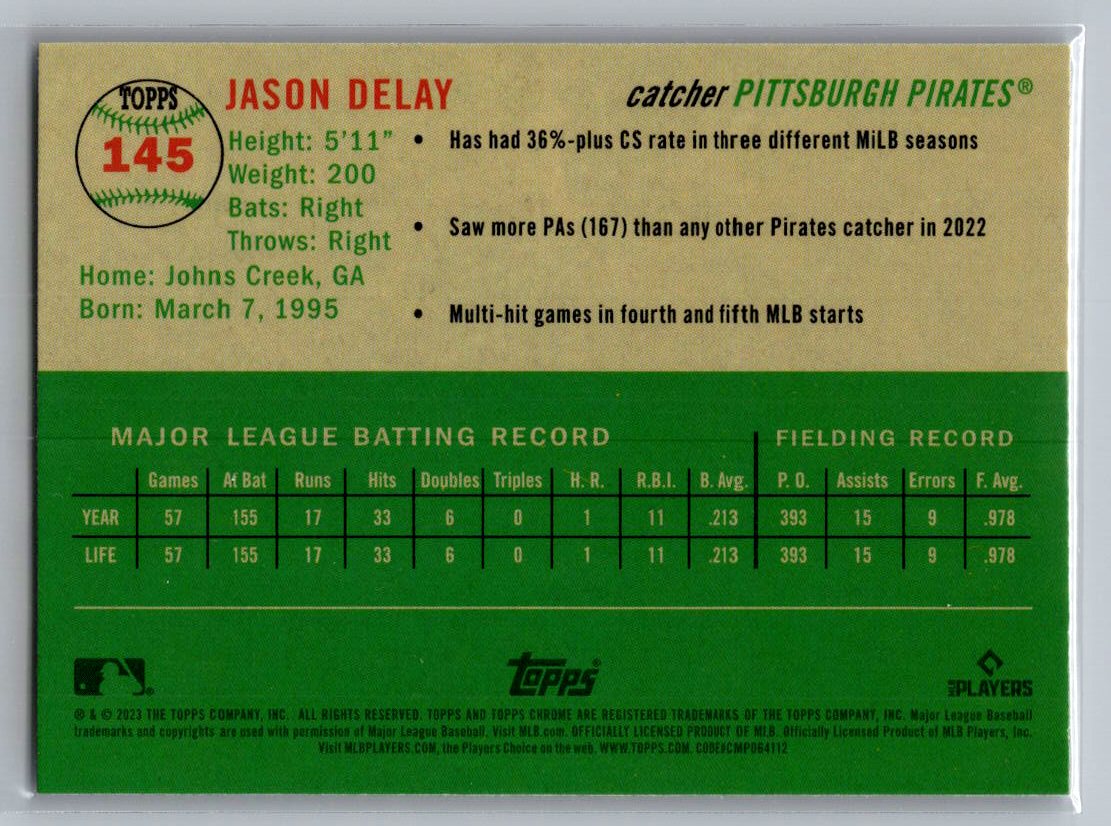 TOPPS
145
JASON DELAY
catcher PITTSBURGH PIRATES®
Height: 5'11"
Weight: 200
Bats: Right
Throws: Right
Home: Johns Creek, GA
Born: March 7, 1995
• Has had 36%-plus CS rate in three different MiLB seasons
• Saw more PAs (167) than any other Pirates catcher in 2022
• Multi-hit games in fourth and fifth MLB starts
MAJOR LEAGUE BATTING RECORD FIELDING RECORD
Games At Bat Runs Hits Doubles Triples H. R. R.B.I. B. Avg. P. O. Assists Errors F. Avg.
YEAR 57 155 17 33 6 0 1 11 .213 393 15 9 .978
LIFE 57 155 17 33 6 0 1 11 .213 393 15 9 .978
Topps®
MLB PLAYERS
® & © 2023 THE TOPPS COMPANY, INC. ALL RIGHTS RESERVED. TOPPS AND TOPPS CHROME ARE REGISTERED TRADEMARKS OF THE TOPPS COMPANY, INC. Major League Baseball
trademarks and copyrights are used with permission of Major League Baseball. Visit MLB.com. OFFICIALLY LICENSED PRODUCT OF MLB. Officially Licensed Product of MLB Players, Inc.
Visit MLBPLAYERS.COM, the Players Choice on the web. WWW.TOPPS.COM. CODE#CMP064112